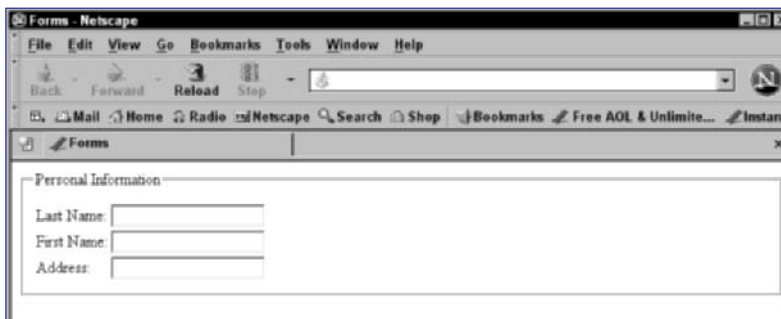 Forms - Netscape
File Edit View Go Bookmarks Tools Window Help
Back Forward Reload Stop
Mail Home Radio Netscape Search Shop Bookmarks Free AOL & Unlimite... Instan
Forms
Personal Information
Last Name:
First Name:
Address: